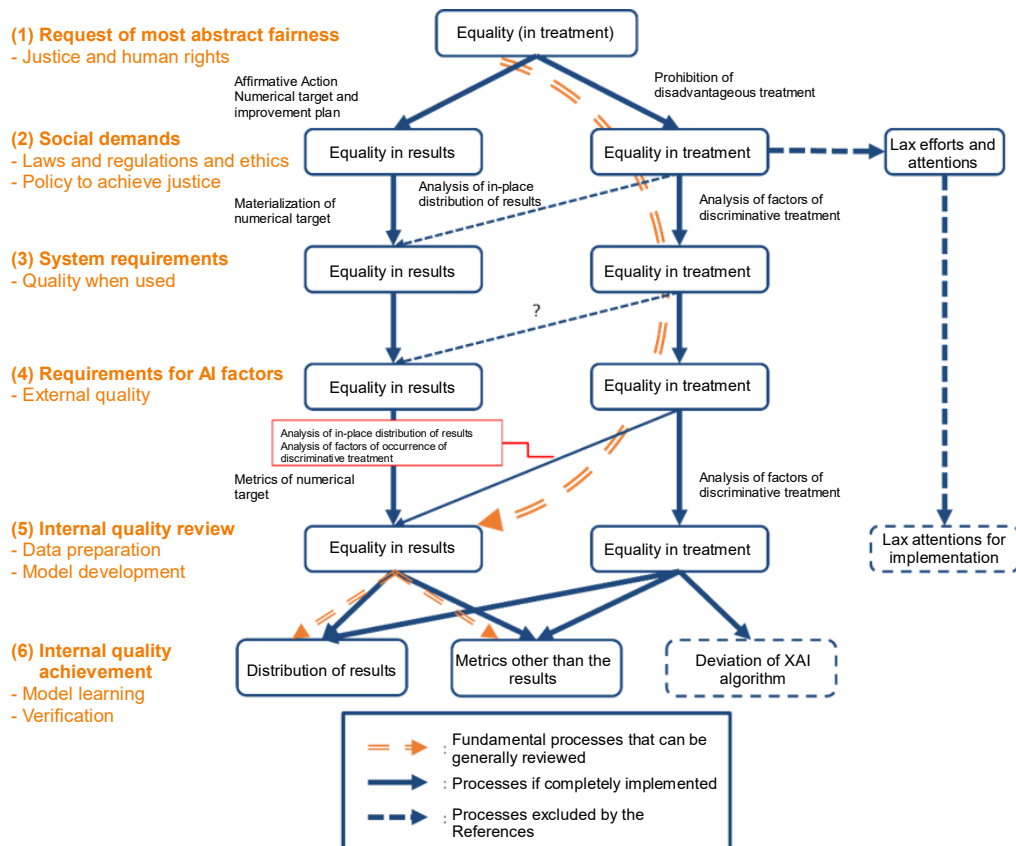 (1) Request of most abstract fairness
- Justice and human rights
Equality (in treatment)
Affirmative Action
Numerical target and
improvement plan
Prohibition of
disadvantageous treatment
(2) Social demands
- Laws and regulations and ethics
- Policy to achieve justice
Equality in results
Equality in treatment
Lax efforts and
attentions
Materialization of
numerical target
Analysis of in-place
distribution of results
Analysis of factors of
discriminative treatment
(3) System requirements
- Quality when used
Equality in results
Equality in treatment
?
(4) Requirements for AI factors
- External quality
Equality in results
Equality in treatment
Analysis of in-place distribution of results
Analysis of factors of occurrence of
discriminative treatment
Metrics of numerical
target
Analysis of factors of
discriminative treatment
(5) Internal quality review
- Data preparation
- Model development
Equality in results
Equality in treatment
Lax attentions for
implementation
(6) Internal quality
achievement
- Model learning
- Verification
Distribution of results
Metrics other than the
results
Deviation of XAI
algorithm
: Fundamental processes that can be
generally reviewed
: Processes if completely implemented
: Processes excluded by the
References